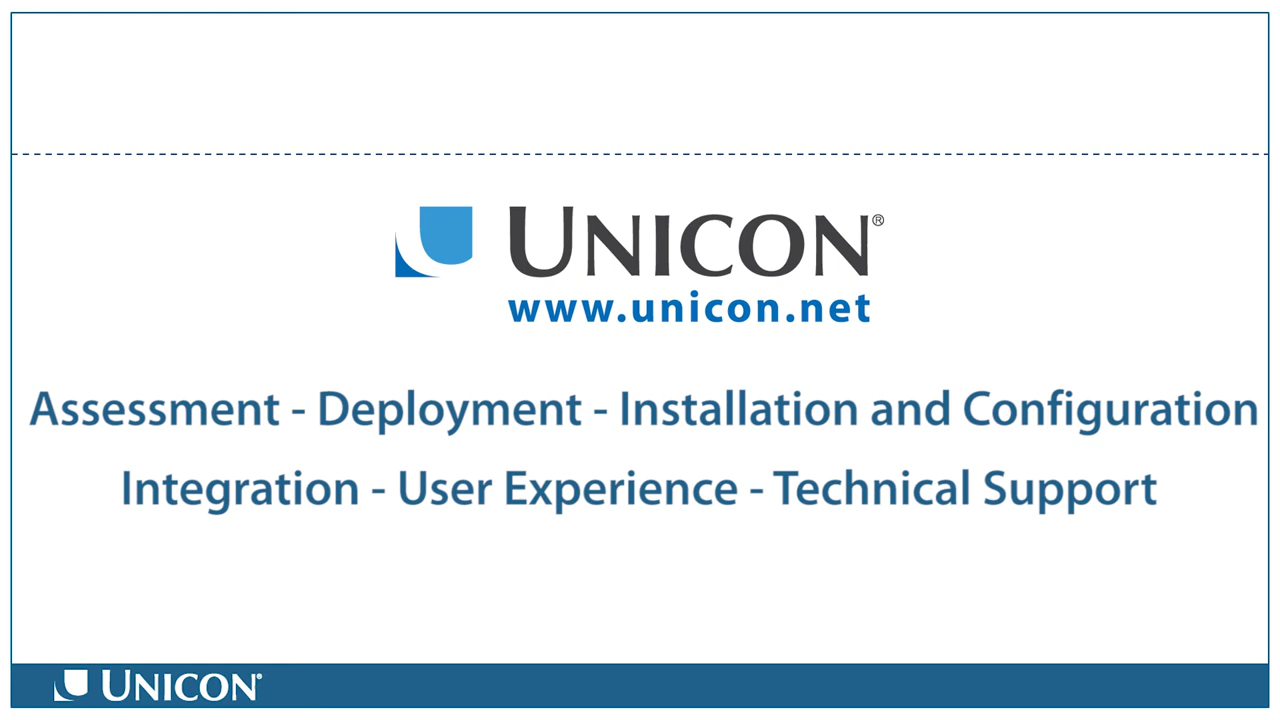 UNICON®
www.unicon.net
Assessment - Deployment - Installation and Configuration
Integration - User Experience - Technical Support
UNICON®